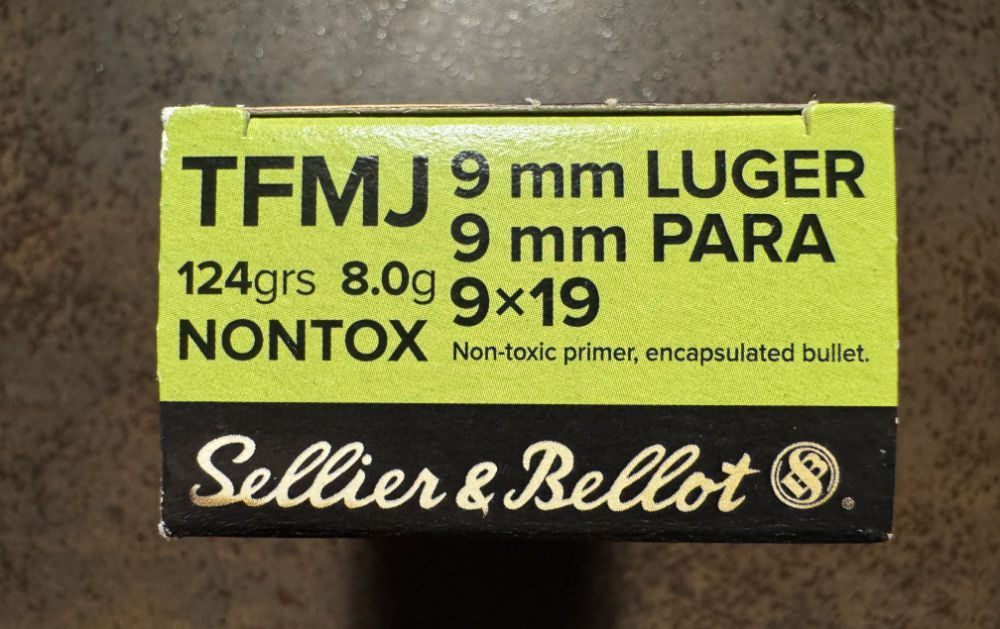 TFMJ
124grs 8.0g
NONTOX
9 mm LUGER
9 mm PARA
9×19
Non-toxic primer, encapsulated bullet.
Sellier & Bellot